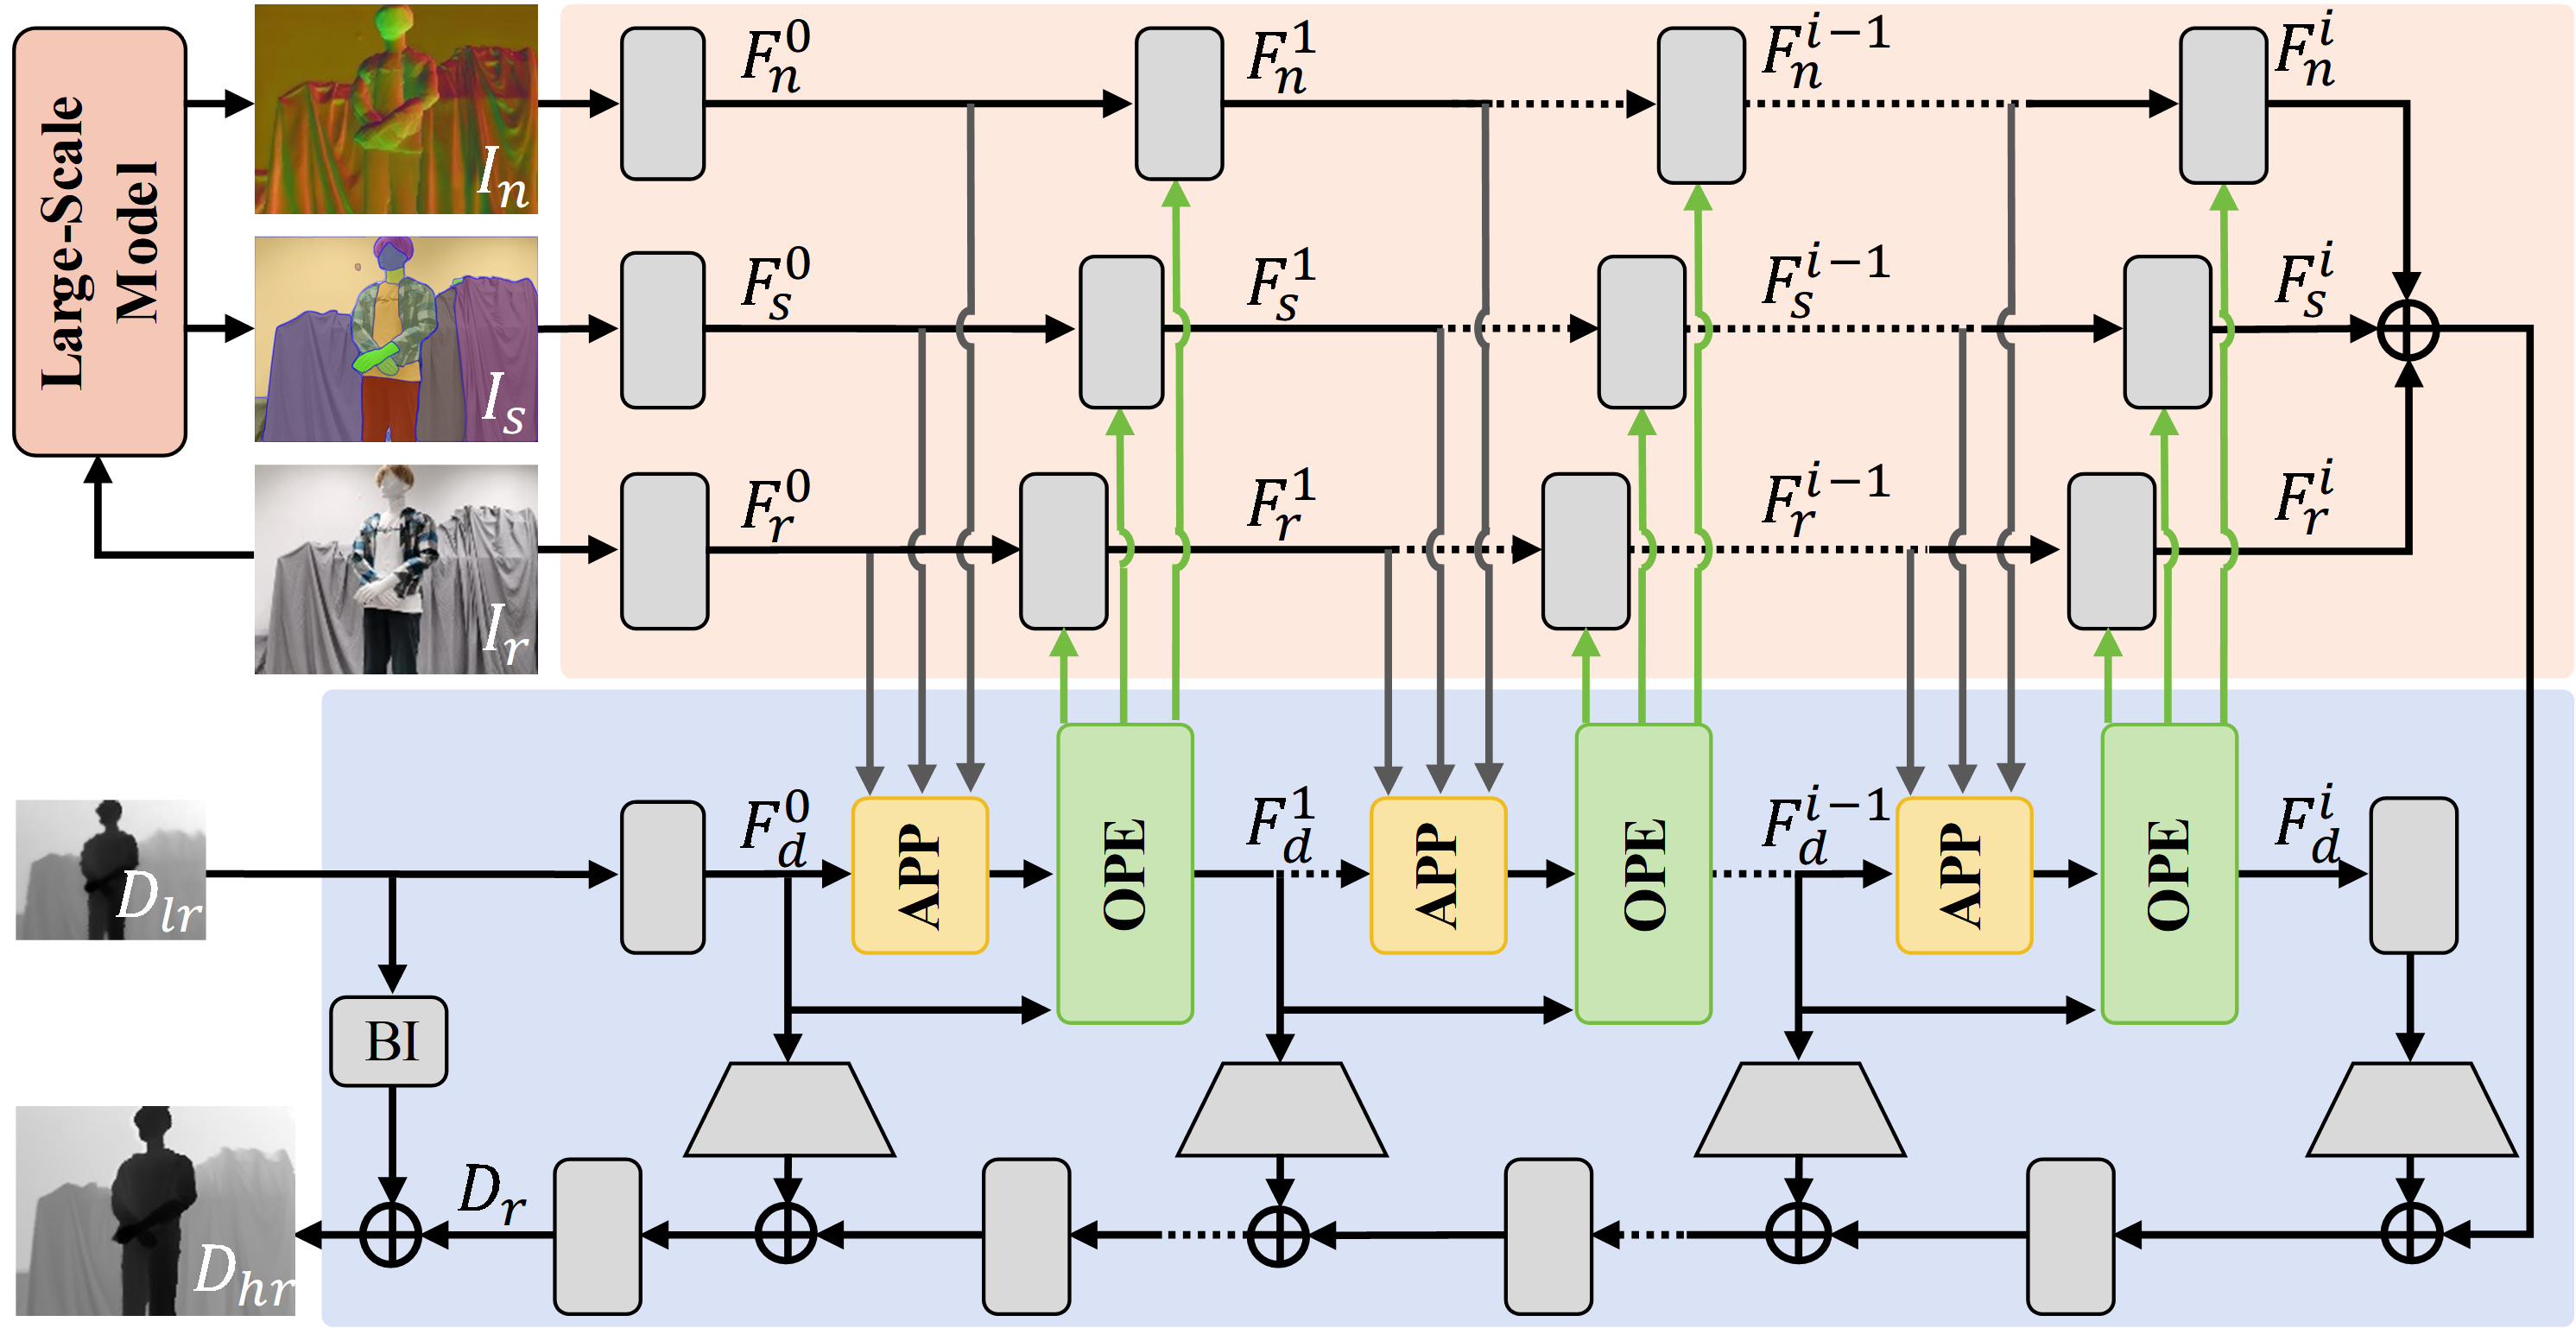 Large-Scale
Model
I_n
I_s
I_r
F_n^0
F_n^1
F_n^{i-1}
F_n^i
F_s^0
F_s^1
F_s^{i-1}
F_s^i
F_r^0
F_r^1
F_r^{i-1}
F_r^i
D_{lr}
F_d^0
APP
OPE
F_d^1
APP
OPE
F_d^{i-1}
APP
OPE
F_d^i
BI
D_r
D_{hr}